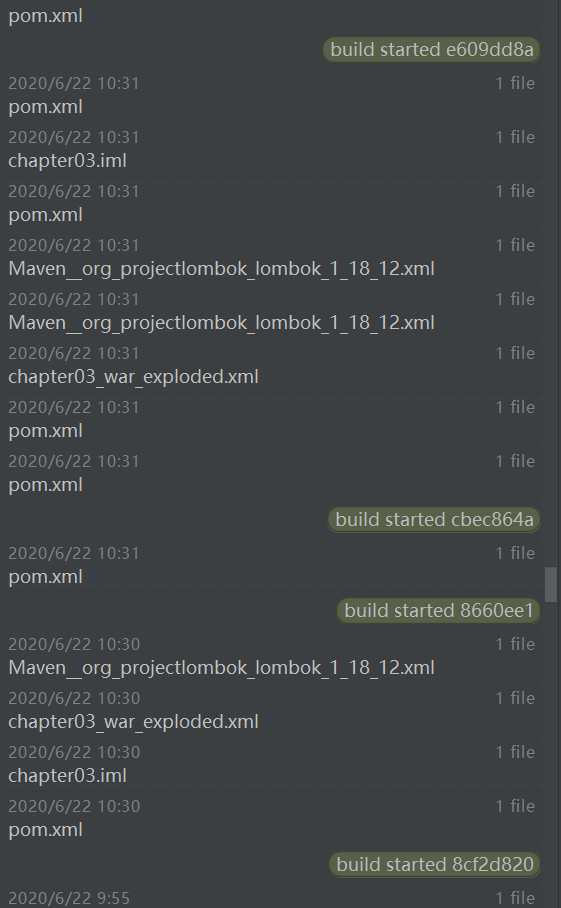 pom.xml
build started e609dd8a
2020/6/22 10:31 1 file
pom.xml
2020/6/22 10:31 1 file
chapter03.iml
2020/6/22 10:31 1 file
pom.xml
2020/6/22 10:31 1 file
Maven__org_projectlombok_lombok_1_18_12.xml
2020/6/22 10:31 1 file
Maven__org_projectlombok_lombok_1_18_12.xml
2020/6/22 10:31 1 file
chapter03_war_exploded.xml
2020/6/22 10:31 1 file
pom.xml
2020/6/22 10:31 1 file
pom.xml
build started cbec864a
2020/6/22 10:31 1 file
pom.xml
build started 8660ee1
2020/6/22 10:30 1 file
Maven__org_projectlombok_lombok_1_18_12.xml
2020/6/22 10:30 1 file
chapter03_war_exploded.xml
2020/6/22 10:30 1 file
chapter03.iml
2020/6/22 10:30 1 file
pom.xml
build started 8cf2d820
2020/6/22 9:55 1 file